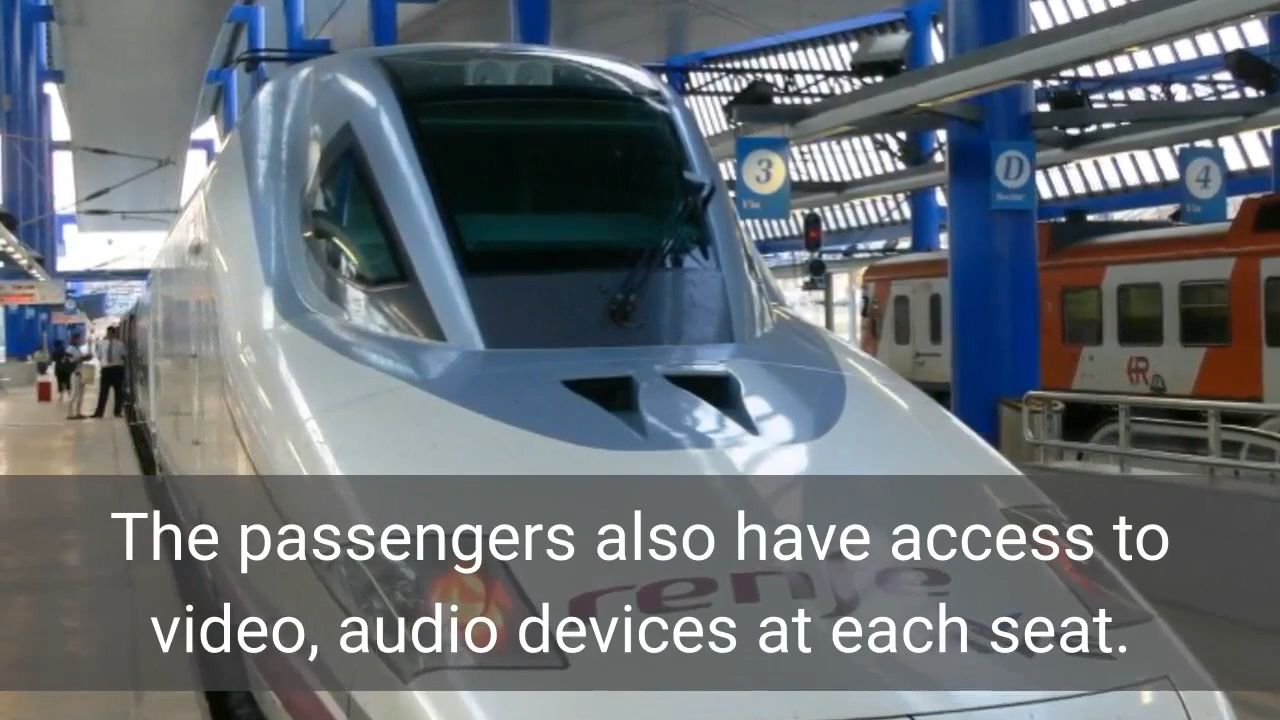 3
D
4
R
The passengers also have access to
renfe
video, audio devices at each seat.